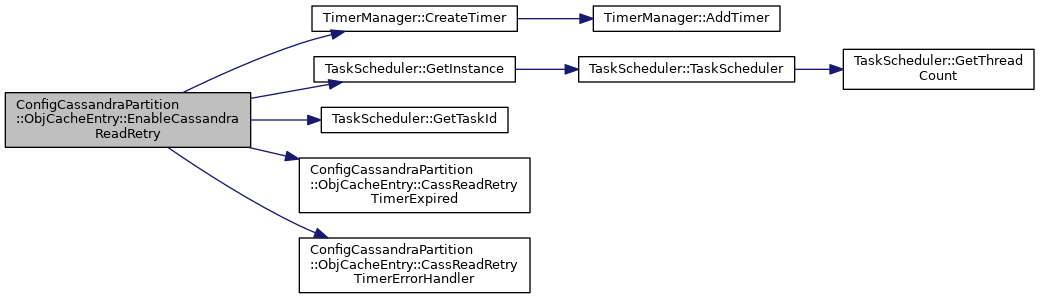 TimerManager::CreateTimer
TimerManager::AddTimer
TaskScheduler::GetInstance
TaskScheduler::TaskScheduler
TaskScheduler::GetThread
Count
ConfigCassandraPartition
::ObjCacheEntry::EnableCassandra
ReadRetry
TaskScheduler::GetTaskId
ConfigCassandraPartition
::ObjCacheEntry::CassReadRetry
TimerExpired
ConfigCassandraPartition
::ObjCacheEntry::CassReadRetry
TimerErrorHandler